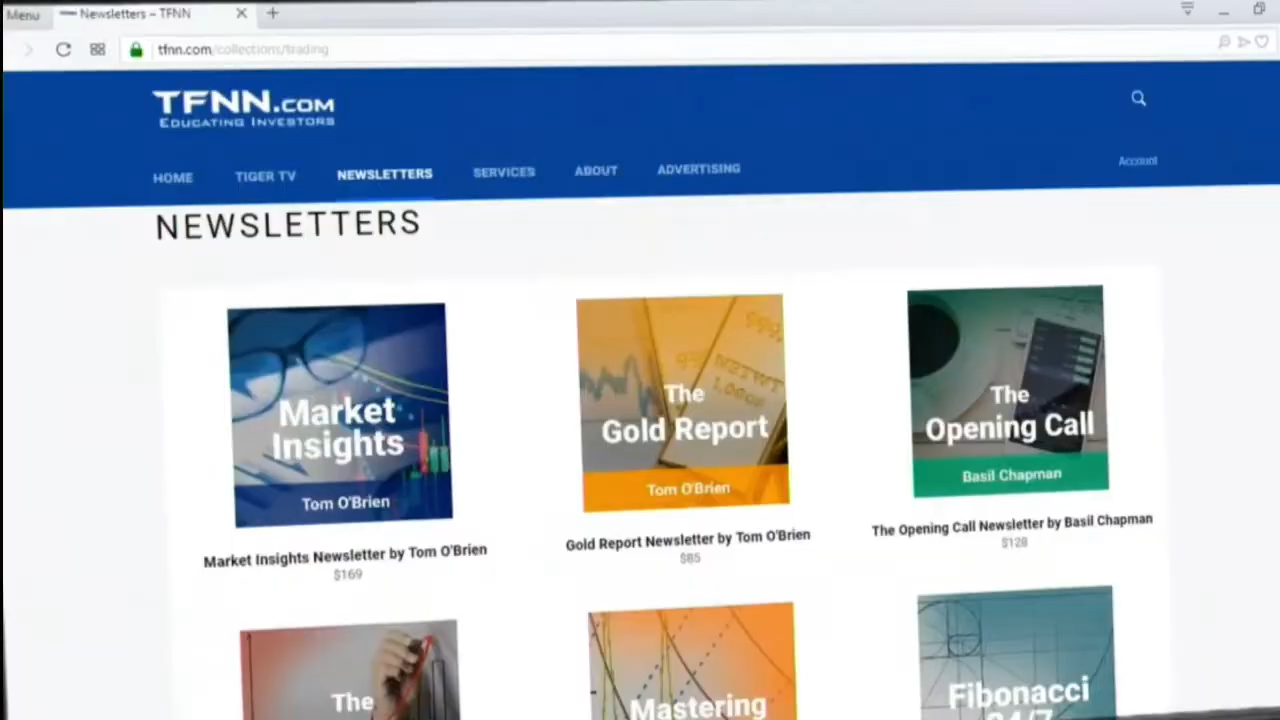 Menu
Newsletters – TFNN
tfnn.com/collections/trading
TFNN.COM
EDUCATING INVESTORS
HOME
TIGER TV
NEWSLETTERS
SERVICES
ABOUT
ADVERTISING
Account
NEWSLETTERS
Market
Insights
Tom O'Brien
Market Insights Newsletter by Tom O'Brien
$169
The
Gold Report
Tom O'Brien
Gold Report Newsletter by Tom O'Brien
$85
The
Opening Call
Basil Chapman
The Opening Call Newsletter by Basil Chapman
$128
The
Mastering
Fibonacci
24/7